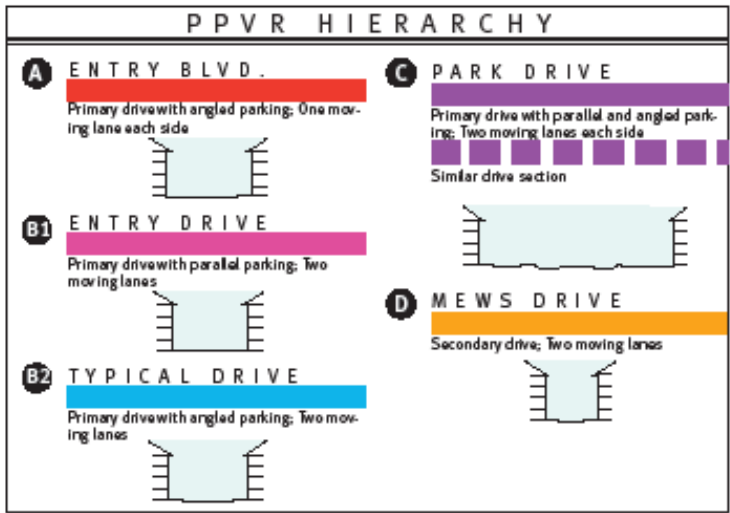 PPVR HIERARCHY
A ENTRY BLVD.
Primary drive with angled parking; One mov-
ing lane each side
B1 ENTRY DRIVE
Primary drive with parallel parking; Two
moving lanes
B2 TYPICAL DRIVE
Primary drive with angled parking; Two mov-
ing lanes
C PARK DRIVE
Primary drive with parallel and angled park-
ing; Two moving lanes each side
Similar drive section
D MEWS DRIVE
Secondary drive; Two moving lanes